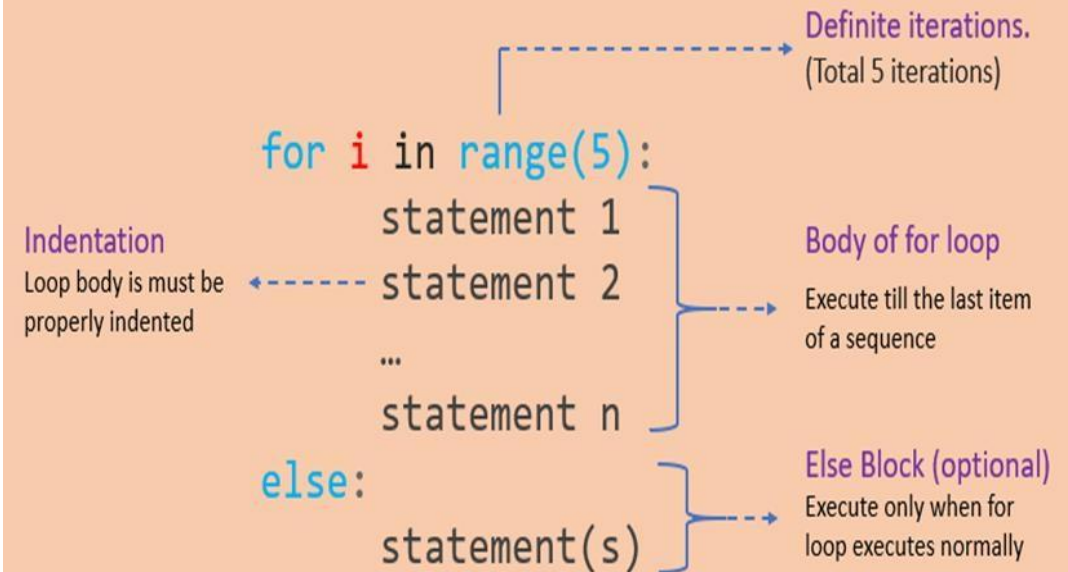 Definite iterations.
(Total 5 iterations)
for i in range(5):
statement 1
Indentation
Loop body is must be
properly indented
statement 2
Body of for loop
Execute till the last item
of a sequence
…
statement n
else:
statement(s)
Else Block (optional)
Execute only when for
loop executes normally